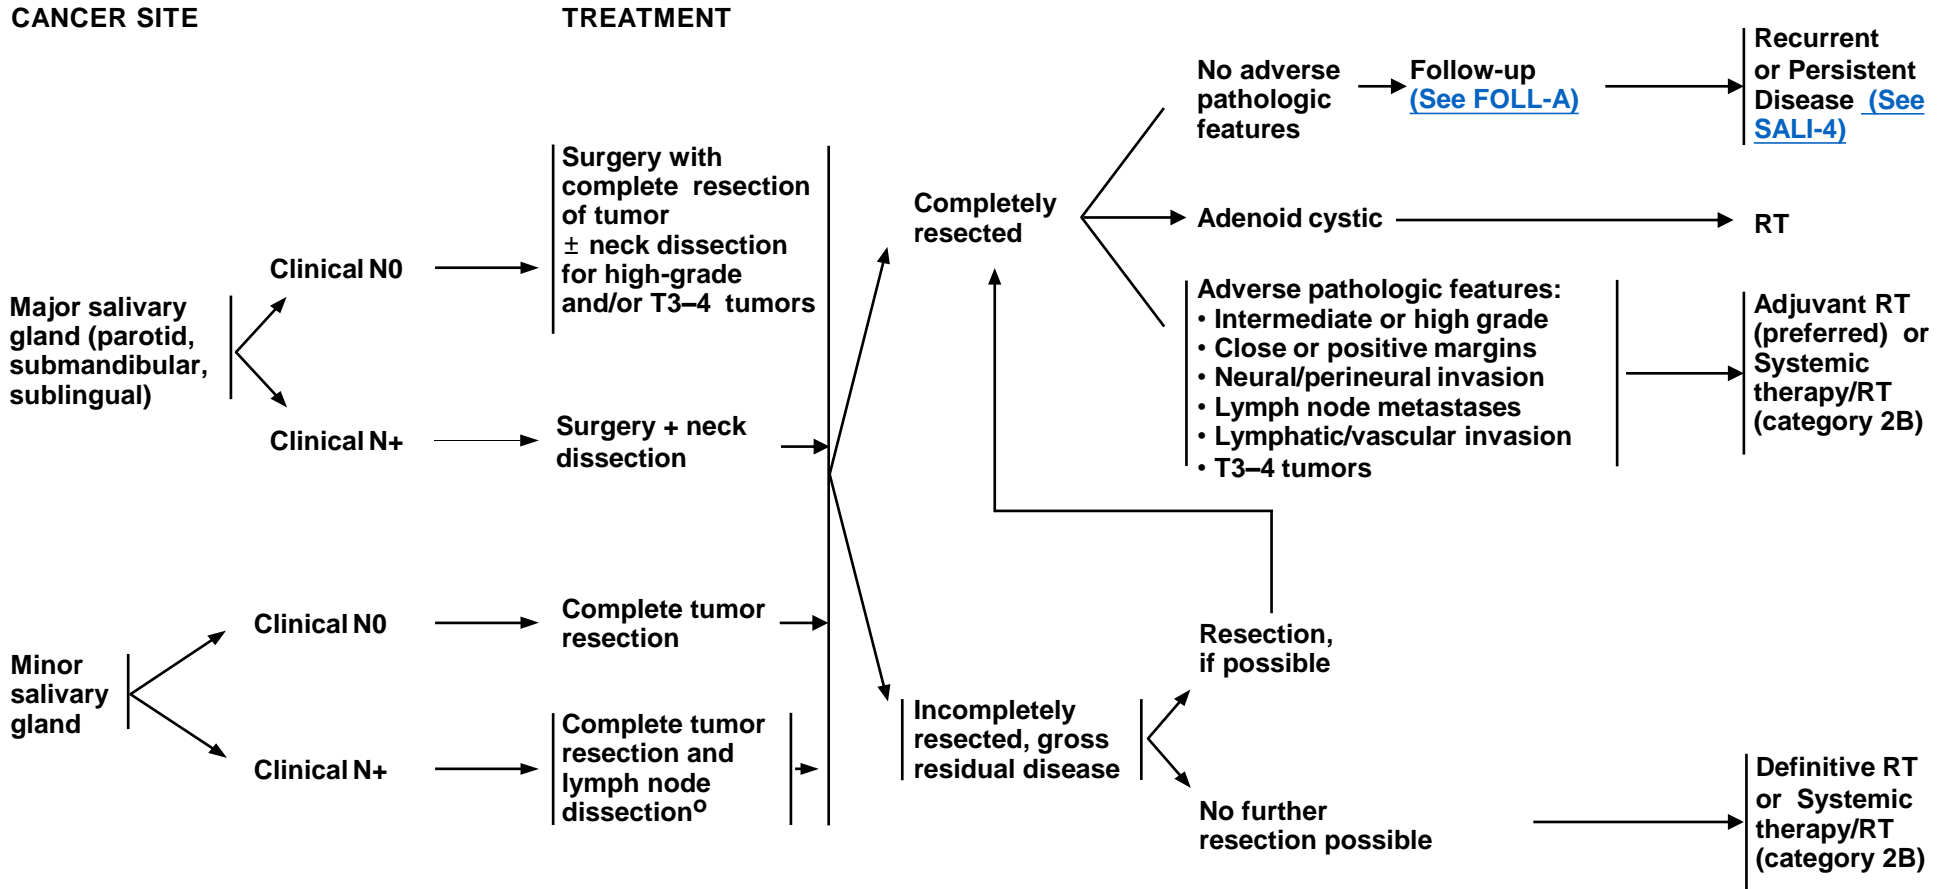 CANCER SITE
TREATMENT
Major salivary
gland (parotid,
submandibular,
sublingual)
Clinical N0
Clinical N+
Surgery with
complete resection
of tumor
± neck dissection
for high-grade
and/or T3–4 tumors
Surgery + neck
dissection
Minor
salivary
gland
Clinical N0
Clinical N+
Complete tumor
resection
Complete tumor
resection and
lymph node
dissectionᵒ
Completely
resected
Incompletely
resected, gross
residual disease
No adverse
pathologic
features
Follow-up
(See FOLL-A)
Recurrent
or Persistent
Disease (See
SALI-4)
Adenoid cystic
RT
Adverse pathologic features:
• Intermediate or high grade
• Close or positive margins
• Neural/perineural invasion
• Lymph node metastases
• Lymphatic/vascular invasion
• T3–4 tumors
Adjuvant RT
(preferred) or
Systemic
therapy/RT
(category 2B)
Resection,
if possible
No further
resection possible
Definitive RT
or Systemic
therapy/RT
(category 2B)